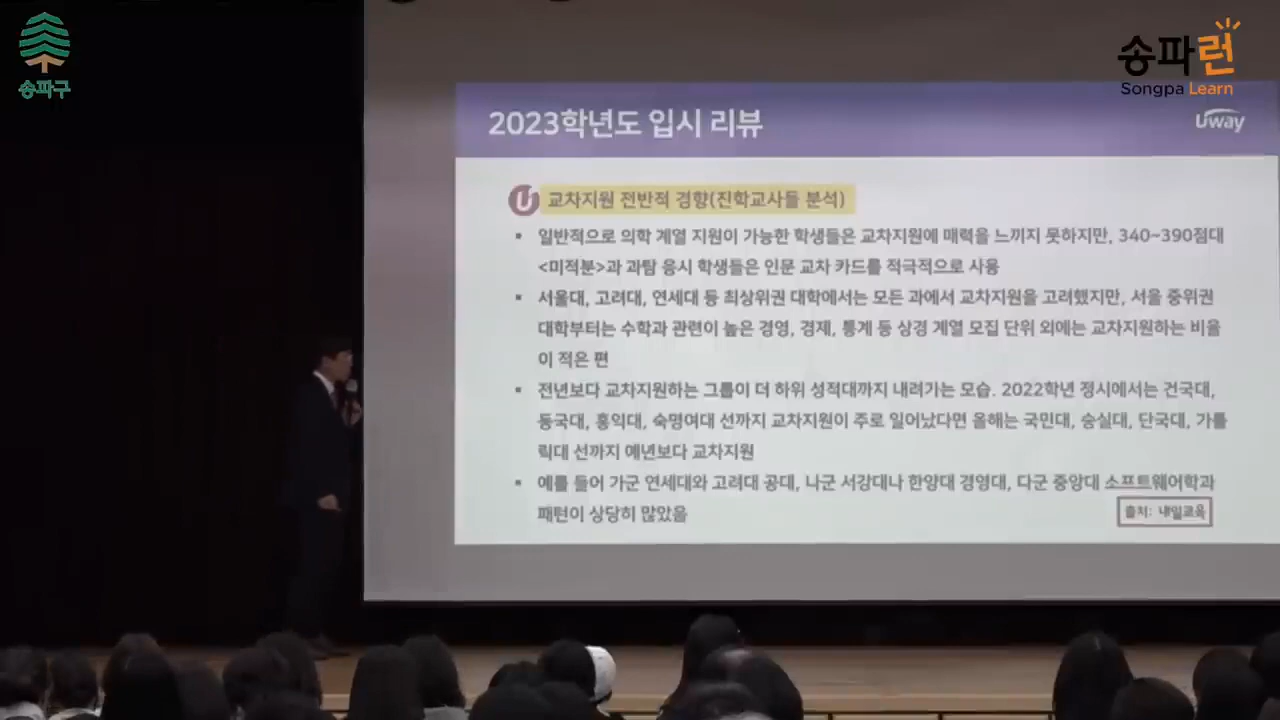 송파구
송파런
Songpa Learn
2023학년도 입시 리뷰
Uway
교차지원 전반적 경향(진학교사들 분석)
일반적으로 의학 계열 지원이 가능한 학생들은 교차지원에 매력을 느끼지 못하지만, 340~390점대
<미적분>과 과탐 응시 학생들은 인문 교차 카드를 적극적으로 사용
서울대, 고려대, 연세대 등 최상위권 대학에서는 모든 과에서 교차지원을 고려했지만, 서울 중위권
대학부터는 수학과 관련이 높은 경영, 경제, 통계 등 상경 계열 모집 단위 외에는 교차지원하는 비율
이 적은 편
전년보다 교차지원하는 그룹이 더 하위 성적대까지 내려가는 모습. 2022학년 정시에서는 건국대,
동국대, 홍익대, 숙명여대 선까지 교차지원이 주로 일어났다면 올해는 국민대, 숭실대, 단국대, 가톨
릭대 선까지 예년보다 교차지원
예를 들어 가군 연세대와 고려대 공대, 나군 서강대나 한양대 경영대, 다군 중앙대 소프트웨어학과
패턴이 상당히 많았음
출처: 내일교육